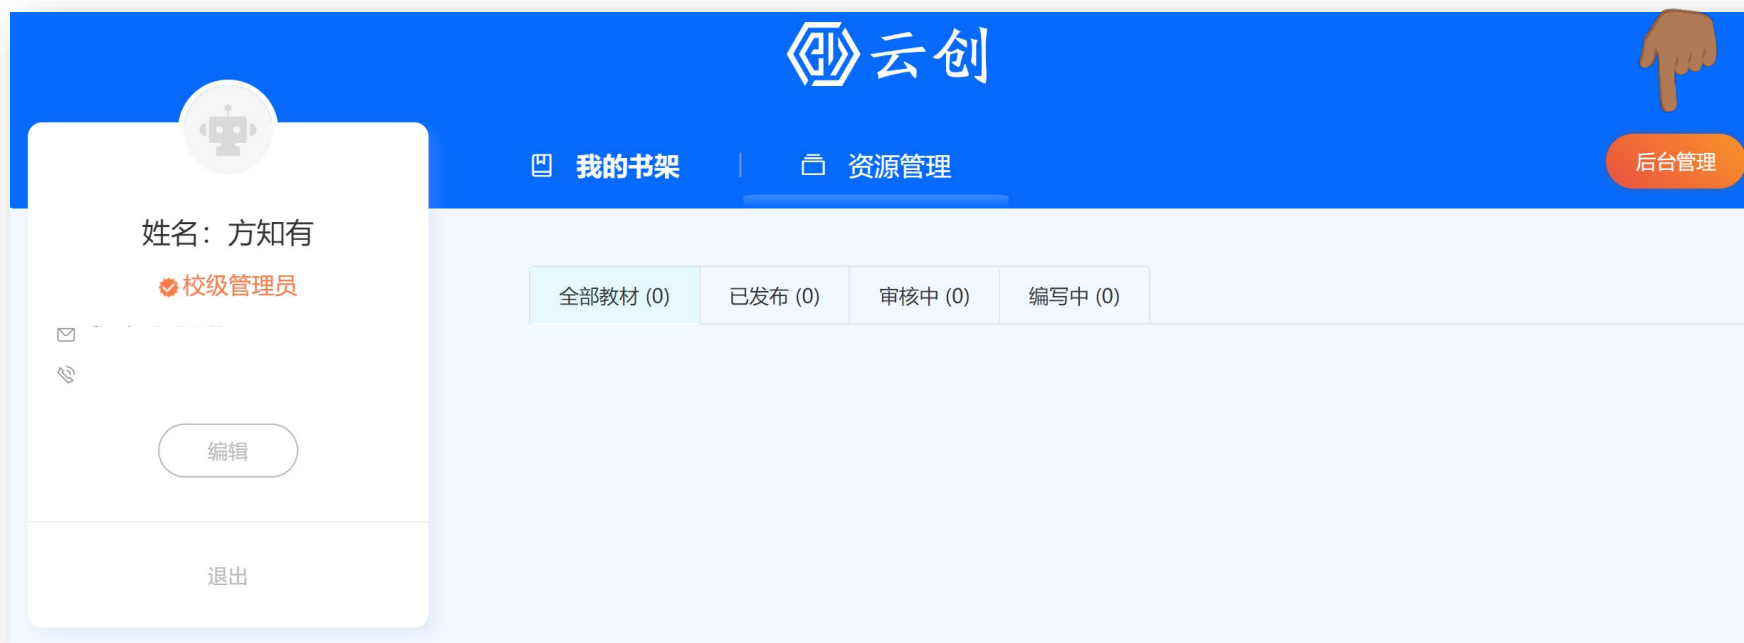 云创
我的书架
资源管理
后台管理
姓名：方知有
校级管理员
编辑
退出
全部教材 (0)
已发布 (0)
审核中 (0)
编写中 (0)